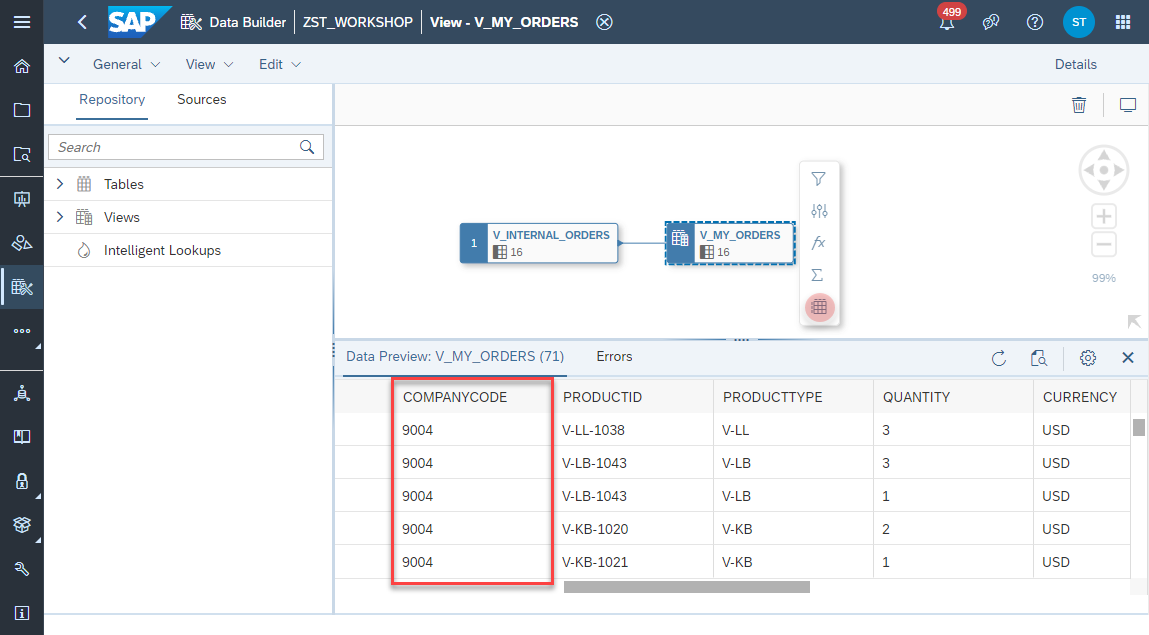 SAP Data Builder ZST_WORKSHOP View - V_MY_ORDERS 499 ST
General View Edit Details
Repository Sources
Search
Tables
Views
Intelligent Lookups
1 V_INTERNAL_ORDERS 16
V_MY_ORDERS 16
fx
Σ
99%
Data Preview: V_MY_ORDERS (71) Errors
COMPANYCODE PRODUCTID PRODUCTTYPE QUANTITY CURRENCY
9004 V-LL-1038 V-LL 3 USD
9004 V-LB-1043 V-LB 3 USD
9004 V-LB-1043 V-LB 1 USD
9004 V-KB-1020 V-KB 2 USD
9004 V-KB-1021 V-KB 1 USD